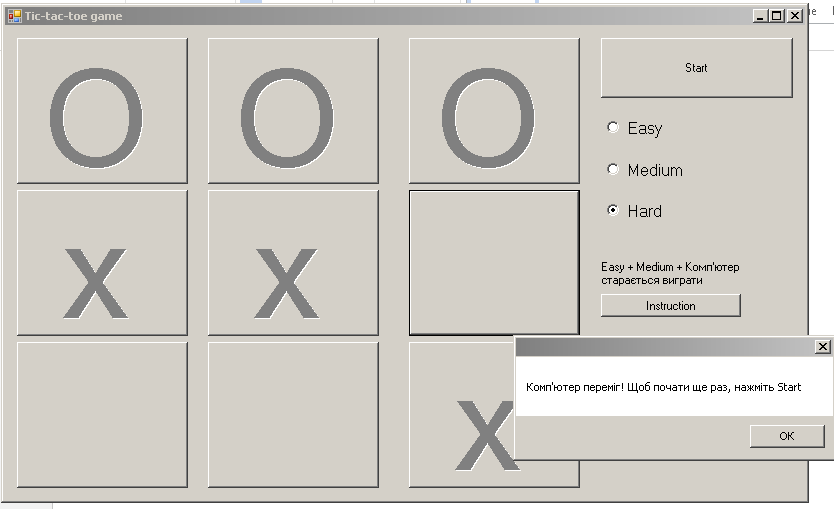 Tic-tac-toe game
O O O
x x
x
Start
Easy
Medium
Hard
Easy + Medium + Комп'ютер
старається виграти
Instruction
Комп'ютер переміг! Щоб почати ще раз, нажміть Start
OK